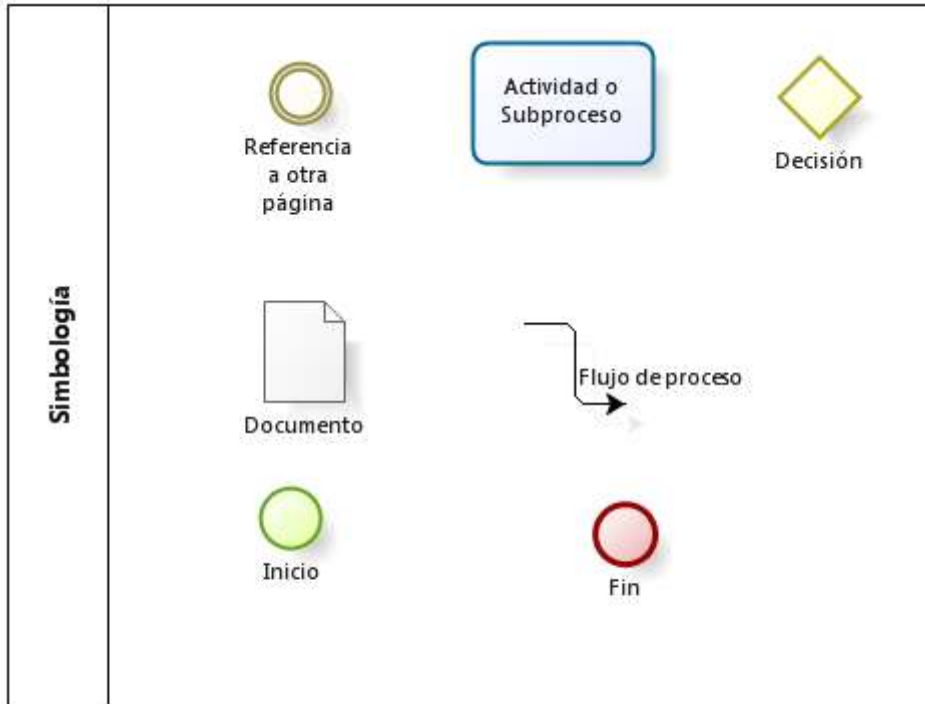 Simbología
Referencia
a otra
página
Actividad o
Subproceso
Decisión
Documento
Flujo de proceso
Inicio
Fin